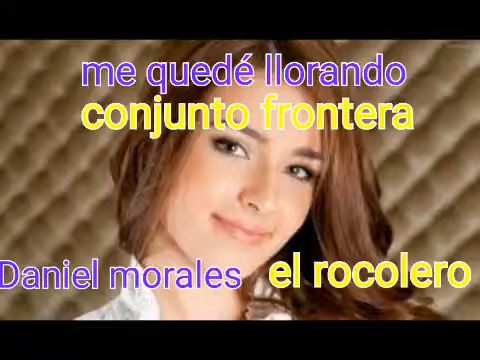 me quedé llorando
conjunto frontera
Daniel morales el rocolero